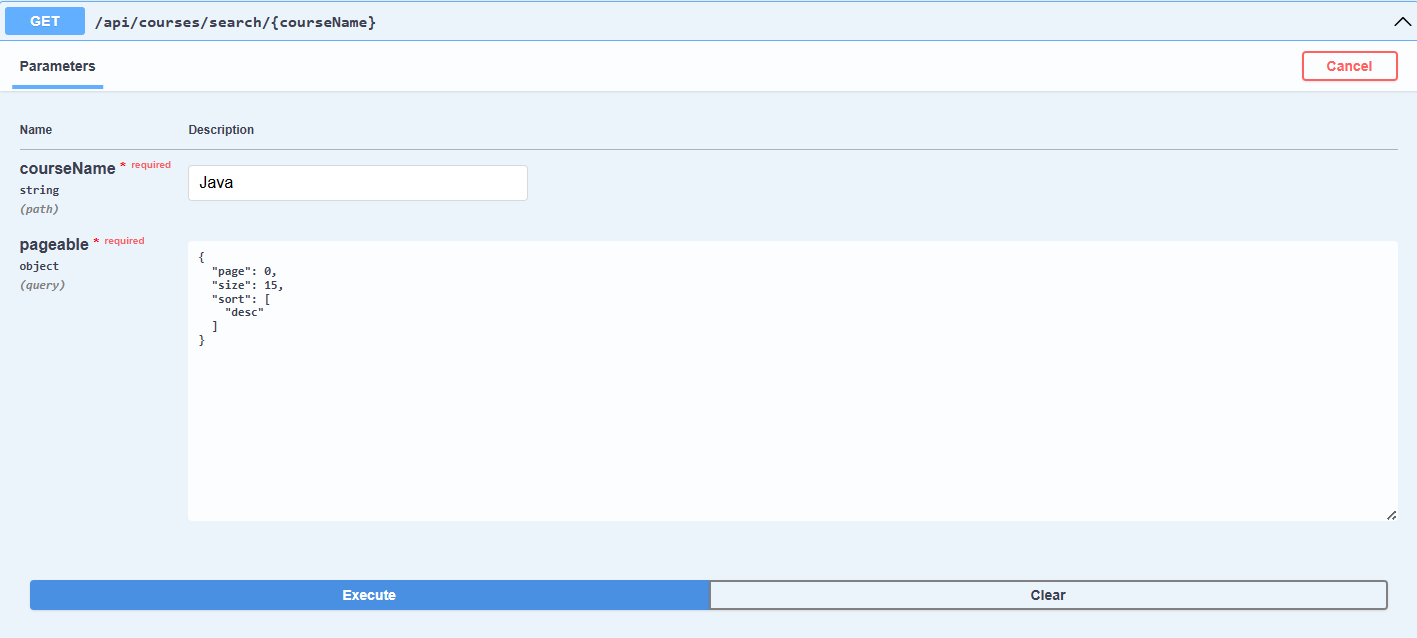 GET /api/courses/search/{courseName}
Parameters
Cancel
Name Description
courseName * required
string
(path)
Java
pageable * required
object
(query)
{
  "page": 0,
  "size": 15,
  "sort": [
    "desc"
  ]
}
Execute
Clear